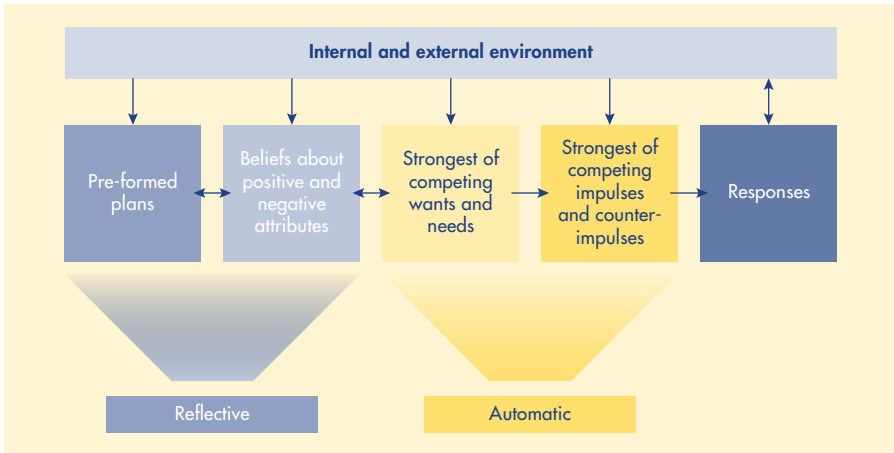 Internal and external environment
Pre-formed
plans
Beliefs about
positive and
negative
attributes
Strongest of
competing
wants and
needs
Strongest of
competing
impulses
and counter-
impulses
Responses
Reflective
Automatic